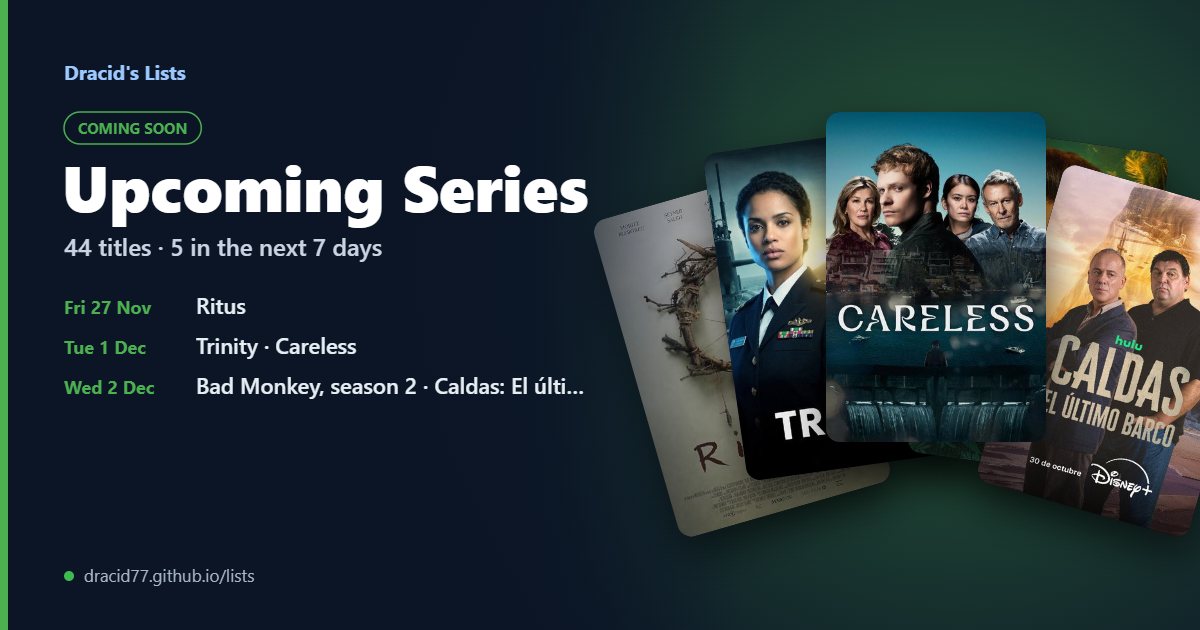 Dracid's Lists
COMING SOON
Upcoming Series
44 titles · 5 in the next 7 days
Fri 27 Nov Ritus
Tue 1 Dec Trinity · Careless
Wed 2 Dec Bad Monkey, season 2 · Caldas: El últi...
dracid77.github.io/lists
TR
CARELESS
hulu
CALDAS
EL ÚLTIMO BARCO
30 de octubre
Disney+